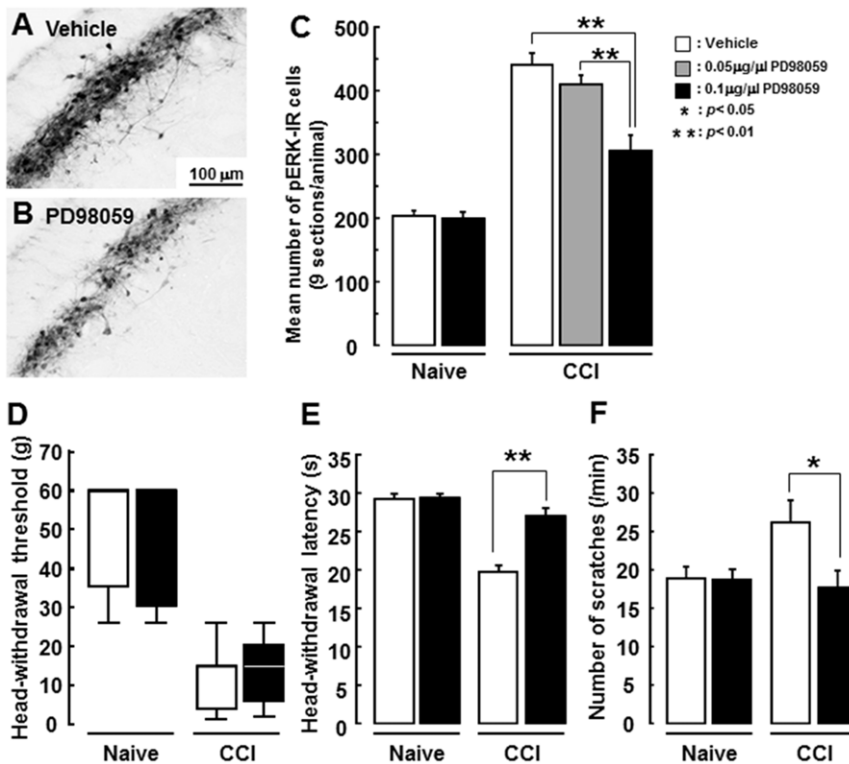 A Vehicle
100 μm
B PD98059
C
Mean number of pERK-IR cells
(9 sections/animal)
500
400
300
200
100
0
**
**
Naive
CCI
: Vehicle
: 0.05μg/μl PD98059
: 0.1μg/μl PD98059
* : p< 0.05
** : p< 0.01
D
Head-withdrawal threshold (g)
70
60
50
40
30
20
10
0
Naive
CCI
E
Head-withdrawal latency (s)
35
30
25
20
15
10
5
0
**
Naive
CCI
F
Number of scratches (/min)
35
30
25
20
15
10
5
0
*
Naive
CCI